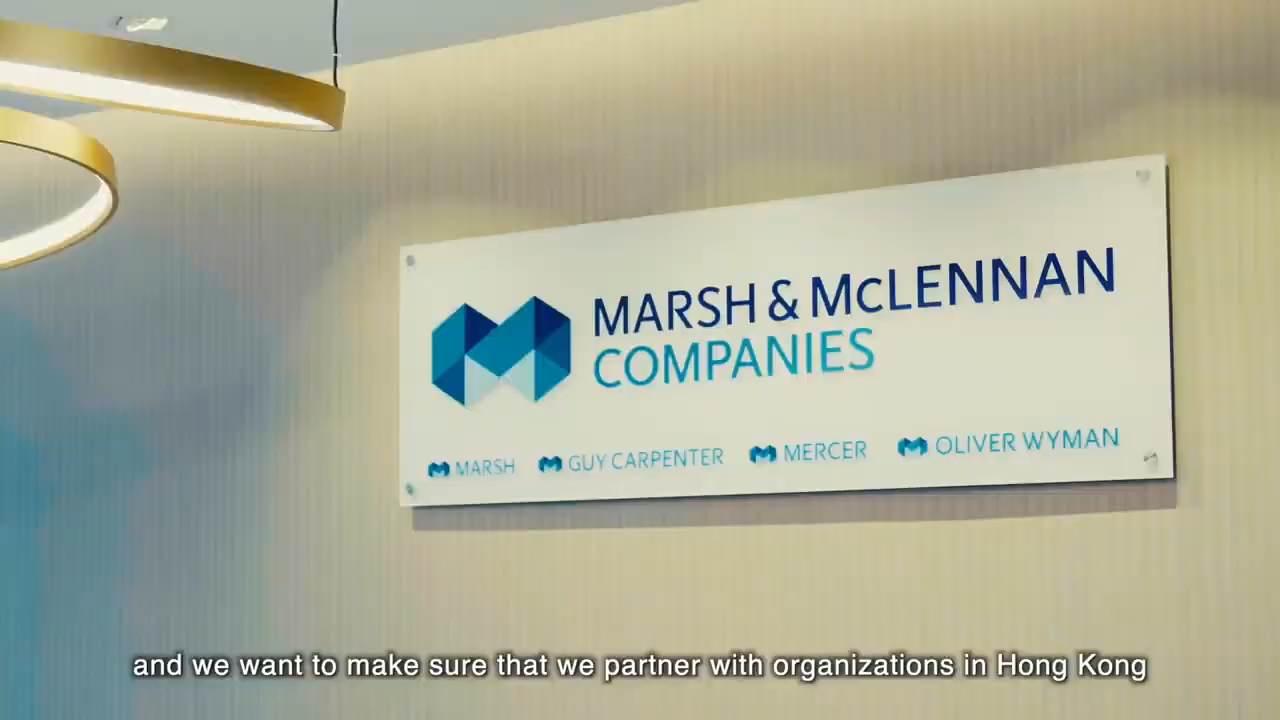 MARSH & McLENNAN
COMPANIES
MARSH GUY CARPENTER MERCER OLIVER WYMAN
and we want to make sure that we partner with organizations in Hong Kong